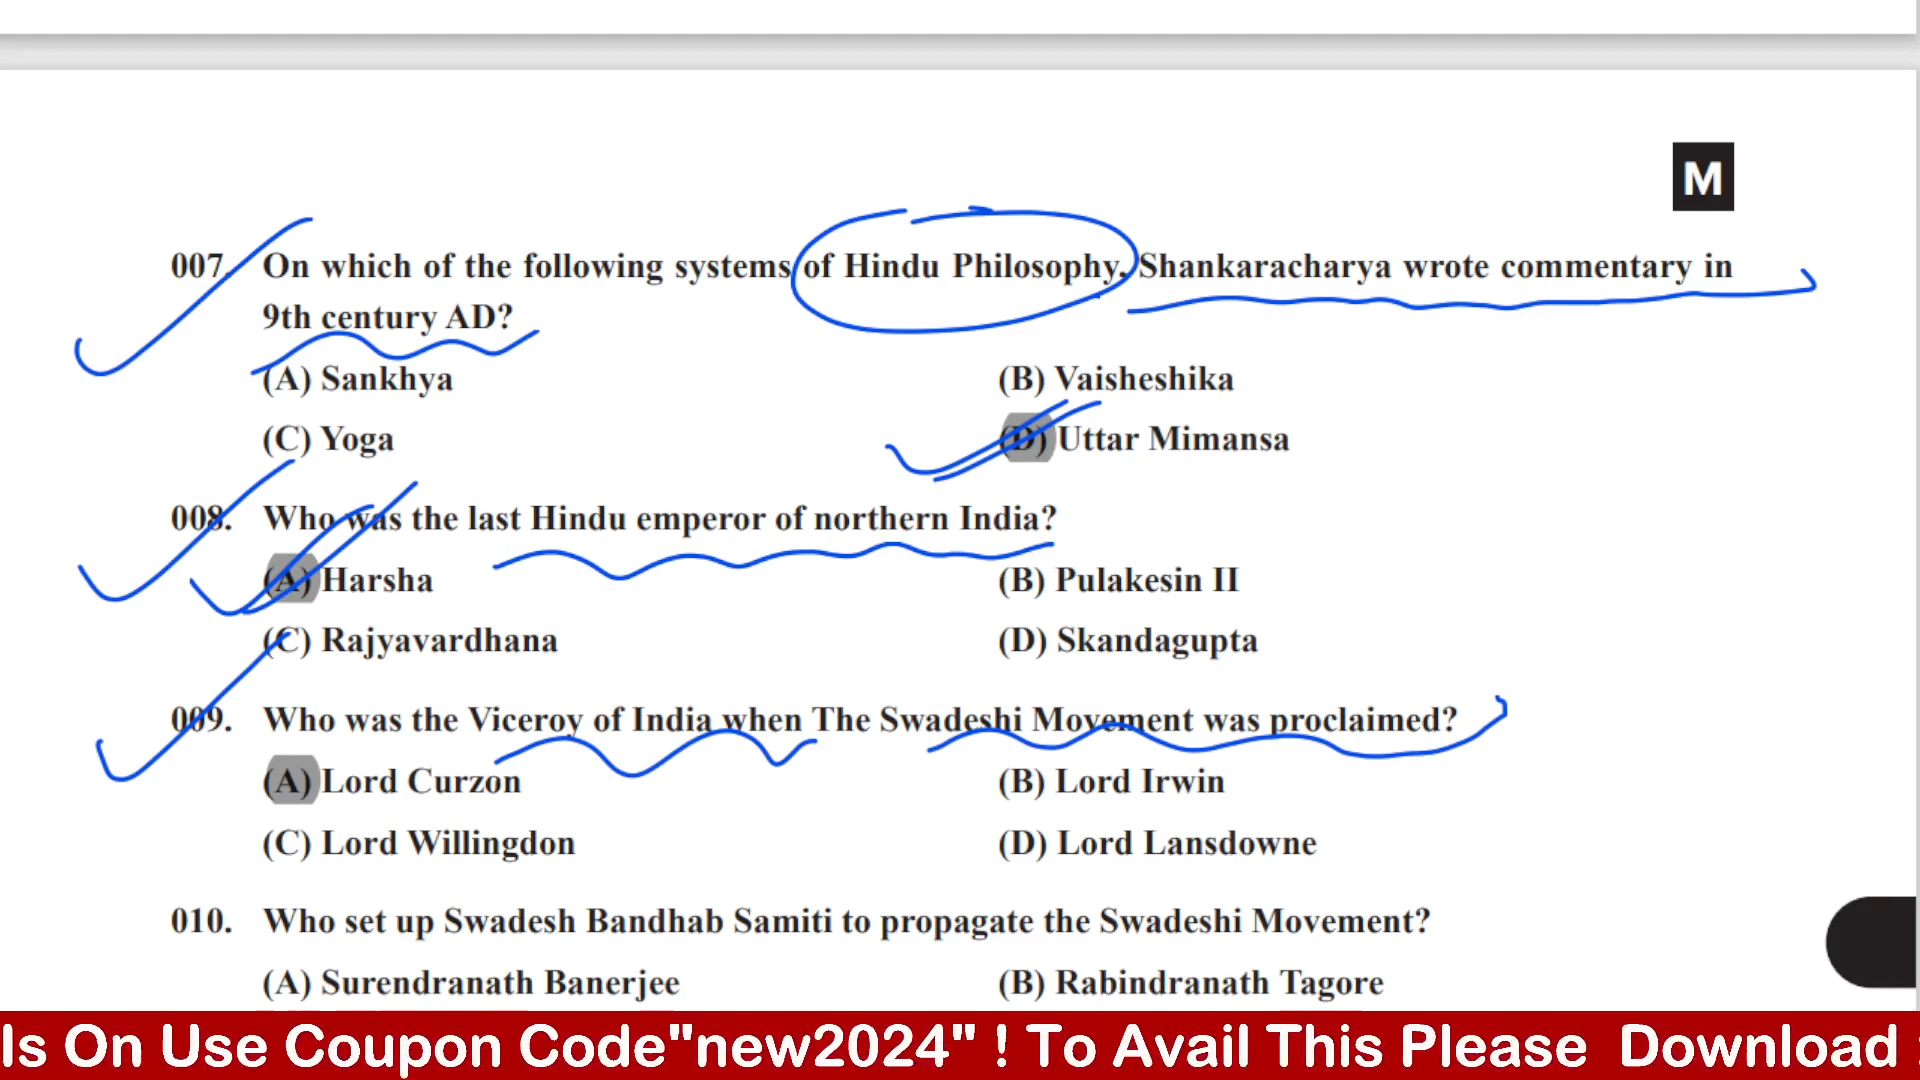 M
007. On which of the following systems of Hindu Philosophy, Shankaracharya wrote commentary in
9th century AD?
(A) Sankhya (B) Vaisheshika
(C) Yoga (D) Uttar Mimansa
008. Who was the last Hindu emperor of northern India?
(A) Harsha (B) Pulakesin II
(C) Rajyavardhana (D) Skandagupta
009. Who was the Viceroy of India when The Swadeshi Movement was proclaimed?
(A) Lord Curzon (B) Lord Irwin
(C) Lord Willingdon (D) Lord Lansdowne
010. Who set up Swadesh Bandhab Samiti to propagate the Swadeshi Movement?
(A) Surendranath Banerjee (B) Rabindranath Tagore
Is On Use Coupon Code"new2024" ! To Avail This Please Download